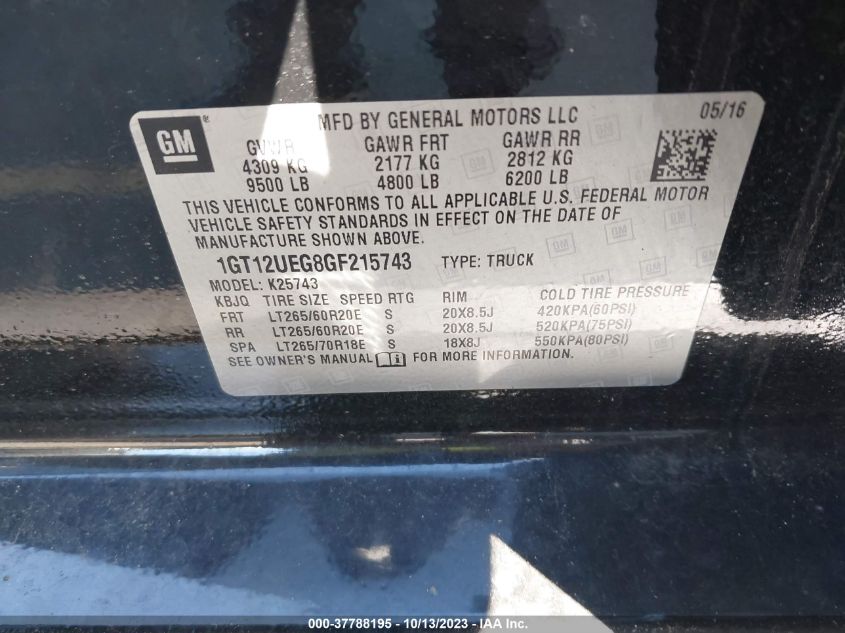 GM ®
MFD BY GENERAL MOTORS LLC 05/16
GVWR GAWR FRT GAWR RR
4309 KG 2177 KG 2812 KG
9500 LB 4800 LB 6200 LB
THIS VEHICLE CONFORMS TO ALL APPLICABLE U.S. FEDERAL MOTOR
VEHICLE SAFETY STANDARDS IN EFFECT ON THE DATE OF
MANUFACTURE SHOWN ABOVE.
1GT12UEG8GF215743 TYPE: TRUCK
MODEL: K25743
KBJQ TIRE SIZE SPEED RTG RIM COLD TIRE PRESSURE
FRT LT265/60R20E S 20X8.5J 420KPA(60PSI)
RR LT265/60R20E S 20X8.5J 520KPA(75PSI)
SPA LT265/70R18E S 18X8J 550KPA(80PSI)
SEE OWNER'S MANUAL FOR MORE INFORMATION.
000-37788195 - 10/13/2023 - IAA Inc.